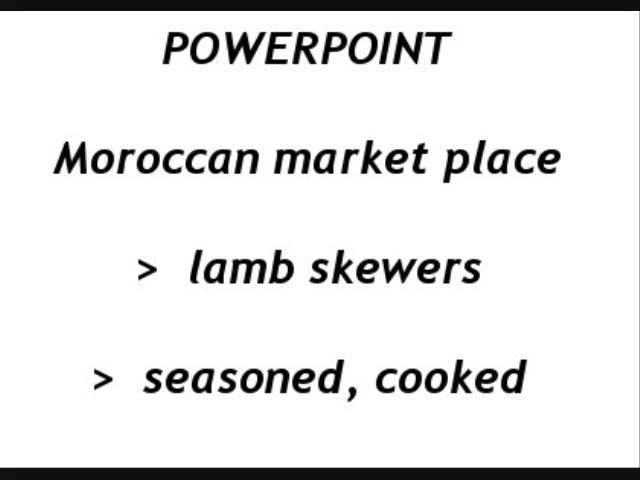 POWERPOINT
Moroccan market place
> lamb skewers
> seasoned, cooked